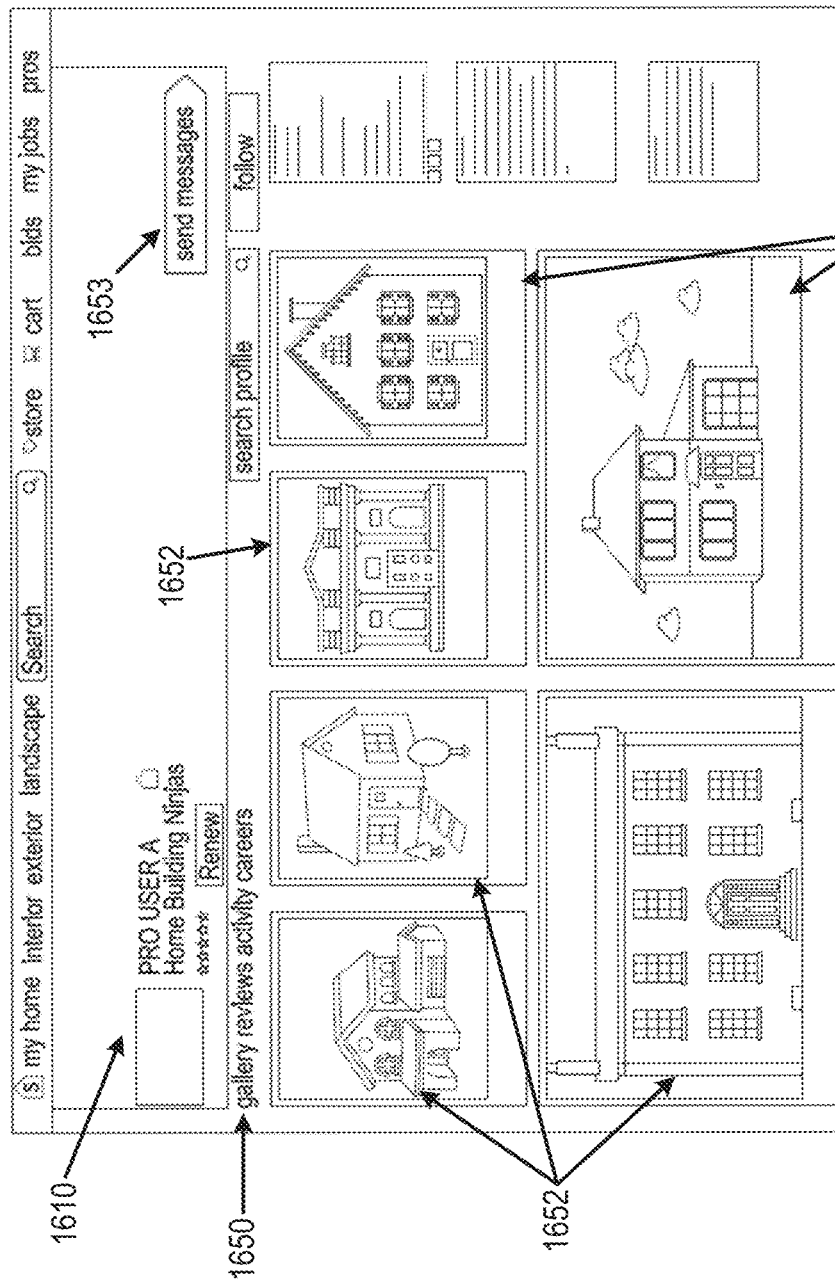 S my home interior exterior landscape Search store cart bids my jobs pros
1610
PRO USER A
Home Building Ninjas
*****
Renew
1653
send messages
1650
gallery reviews activity careers
search profile
follow
1652
1652